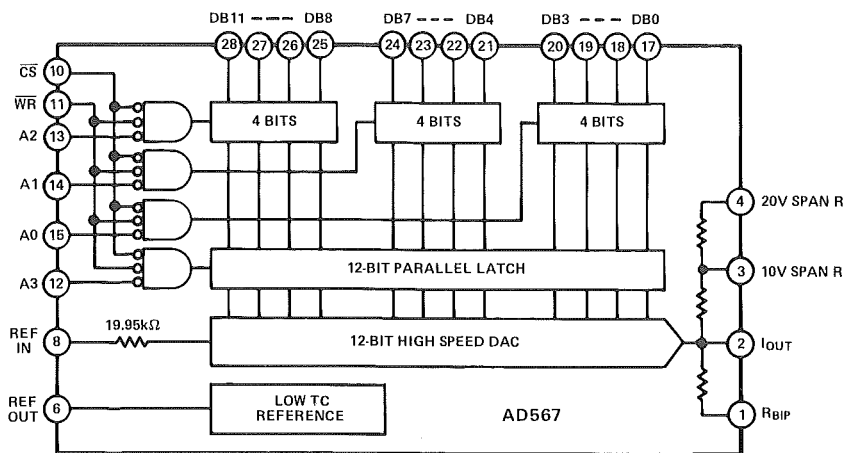 DB11 ---- DB8 DB7 ---- DB4 DB3 --- DB0
28 27 26 25 24 23 22 21 20 19 18 17
CS 10
WR 11
A2 13
4 BITS 4 BITS 4 BITS
A1 14
A0 15
4 20V SPAN R
A3 12
12-BIT PARALLEL LATCH
3 10V SPAN R
19.95kΩ
REF
IN
8
12-BIT HIGH SPEED DAC
2 IOUT
REF
OUT
6
LOW TC
REFERENCE
AD567
1 RBIP